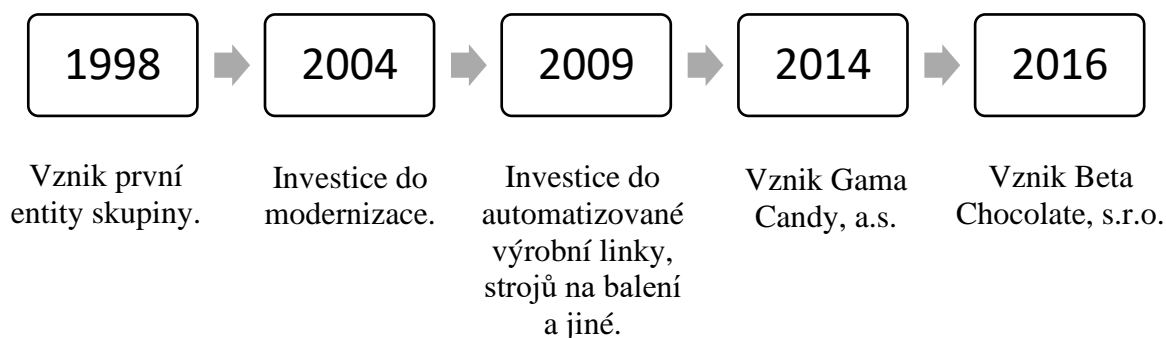 1998
2004
2009
2014
2016
Vznik první
entity skupiny.
Investice do
modernizace.
Investice do
automatizované
výrobní linky,
strojů na balení
a jiné.
Vznik Gama
Candy, a.s.
Vznik Beta
Chocolate, s.r.o.